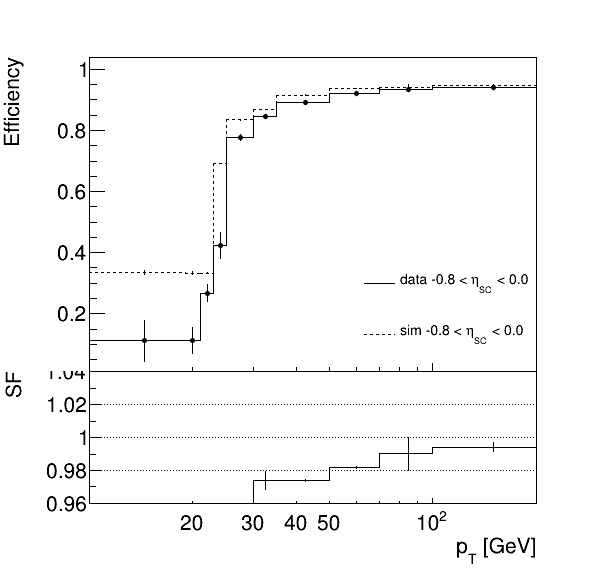 Efficiency
1
0.8
0.6
0.4
0.2
data -0.8 < η_SC < 0.0
sim -0.8 < η_SC < 0.0
SF
1.04
1.02
1
0.98
0.96
20 30 40 50 10²
p_T [GeV]